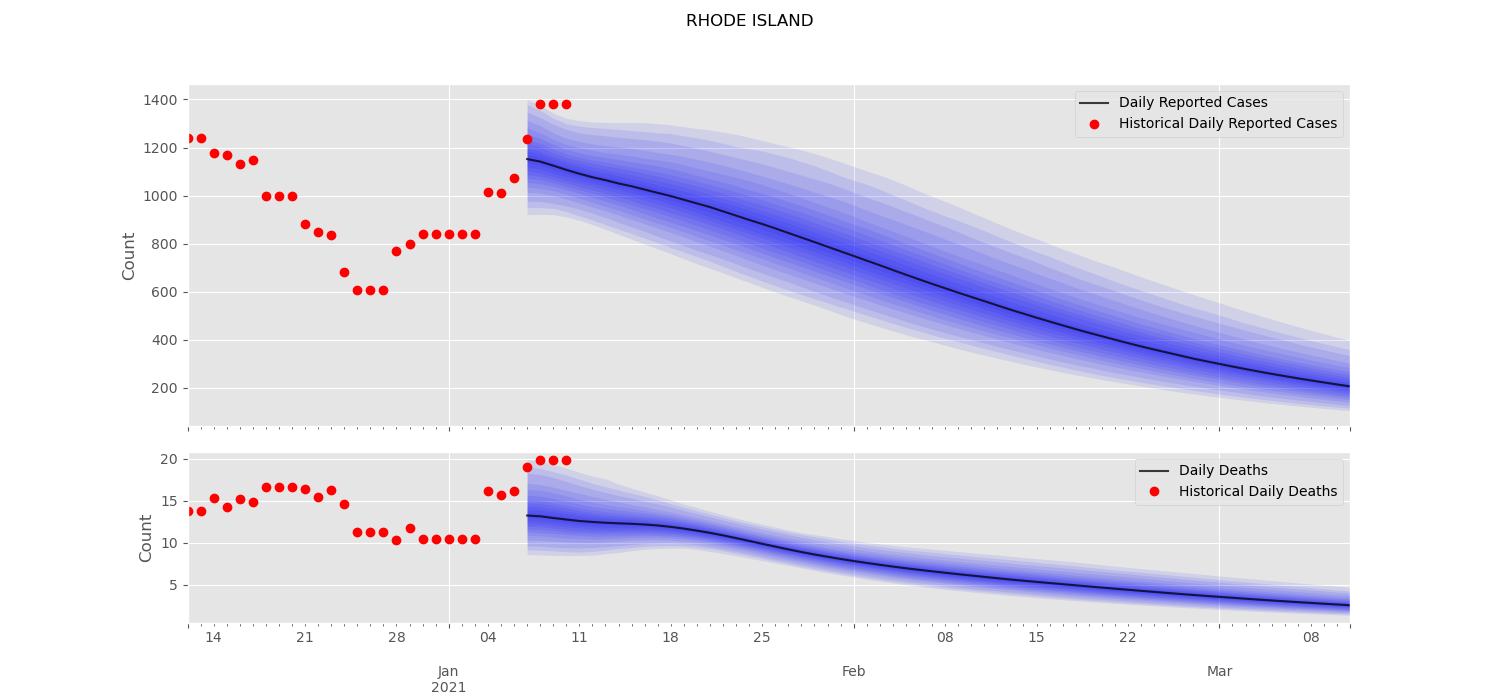 RHODE ISLAND
1400
1200
1000
800
600
400
200
Count
Daily Reported Cases
Historical Daily Reported Cases
20
15
10
5
Count
Daily Deaths
Historical Daily Deaths
14 21 28 04 11 18 25 08 15 22 08
Jan Feb Mar
2021